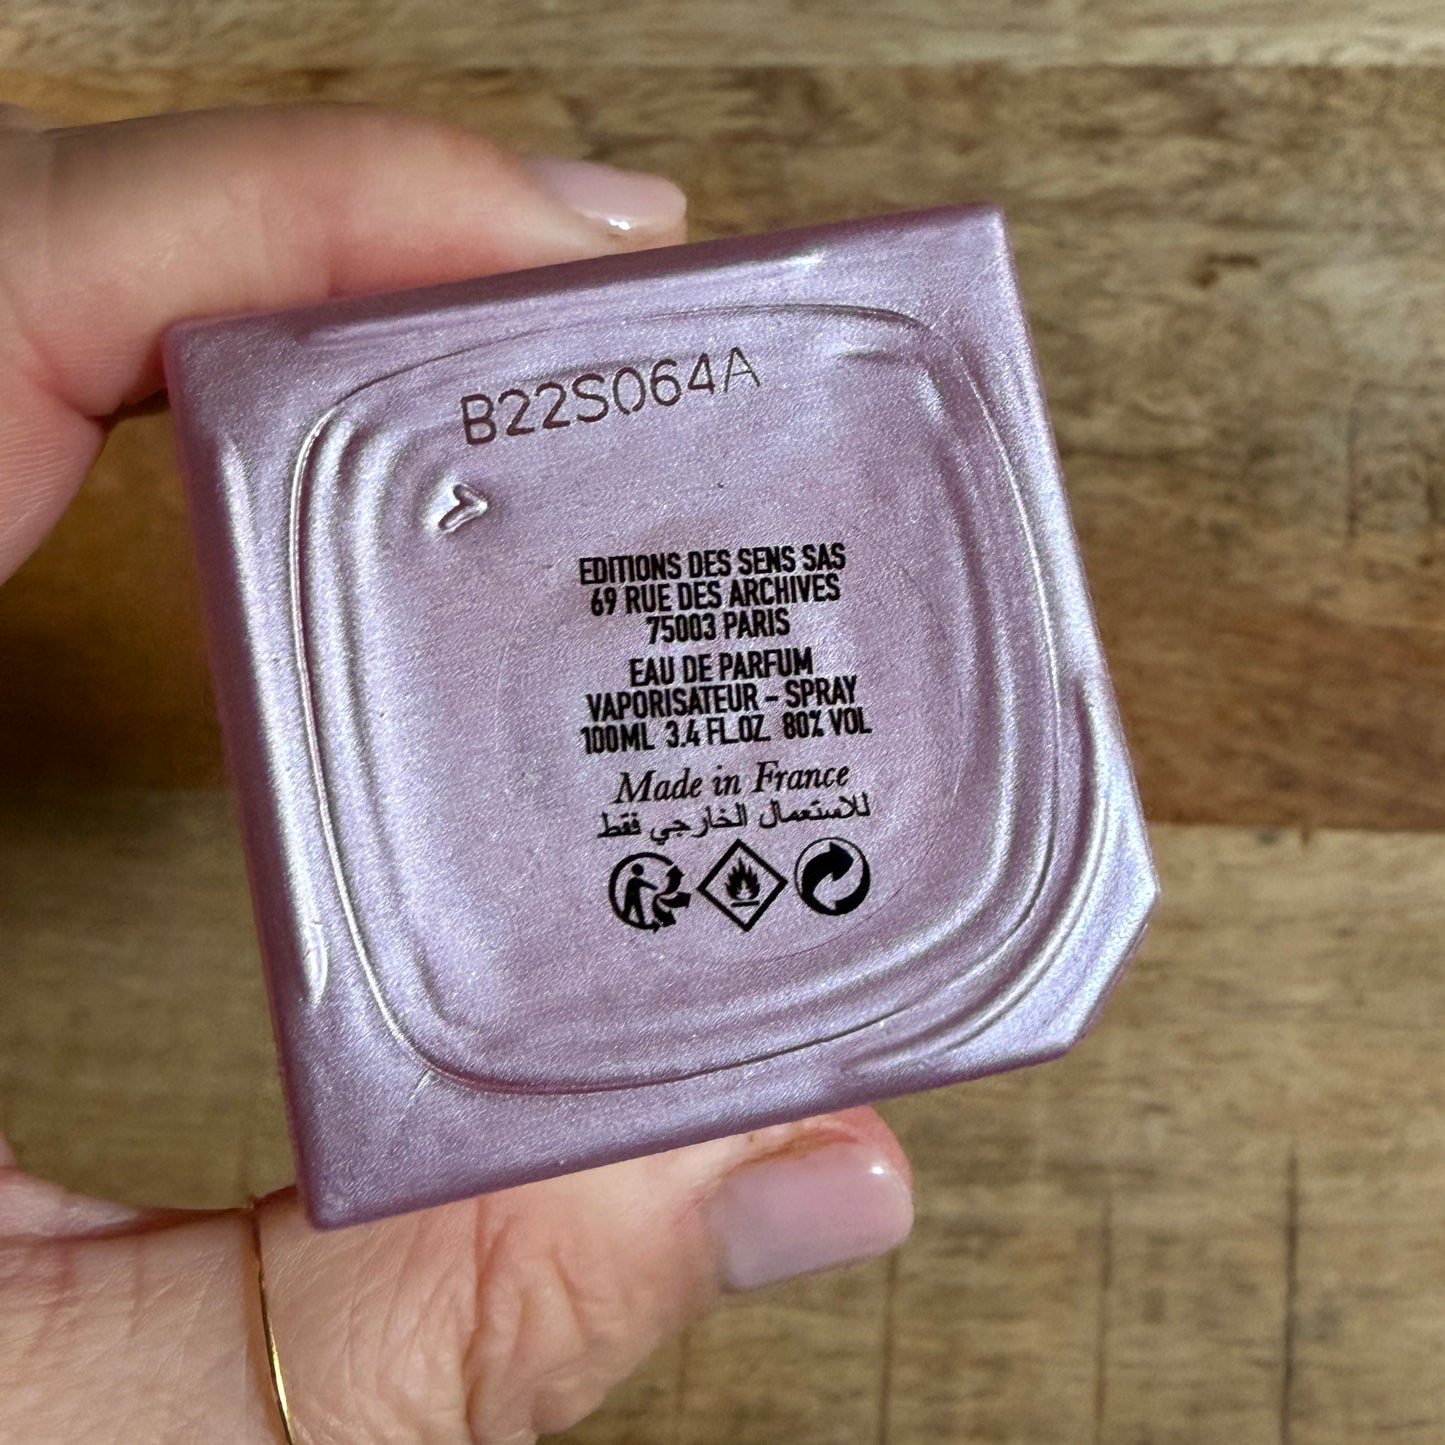 B22S064A
EDITIONS DES SENS SAS
69 RUE DES ARCHIVES
75003 PARIS
EAU DE PARFUM
VAPORISATEUR - SPRAY
100ML 3.4 FL.OZ. 80% VOL
Made in France
للاستعمال الخارجي فقط